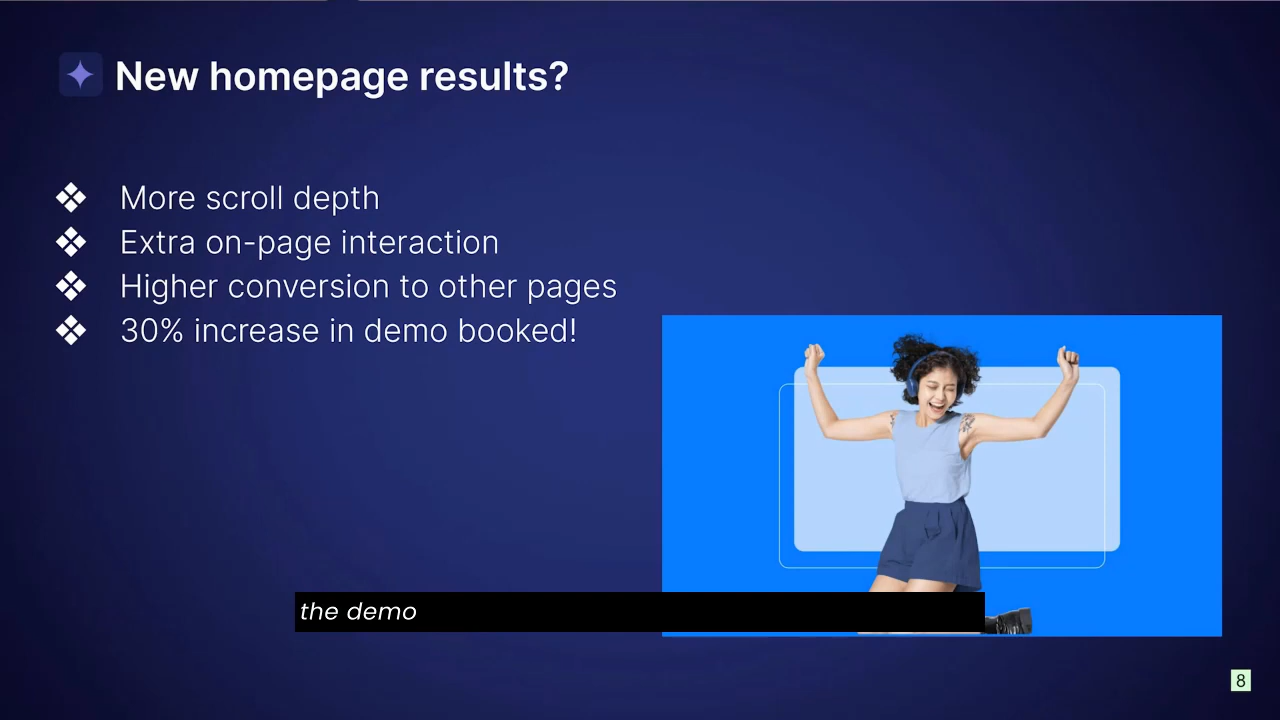 New homepage results?
More scroll depth
Extra on-page interaction
Higher conversion to other pages
30% increase in demo booked!
the demo
8